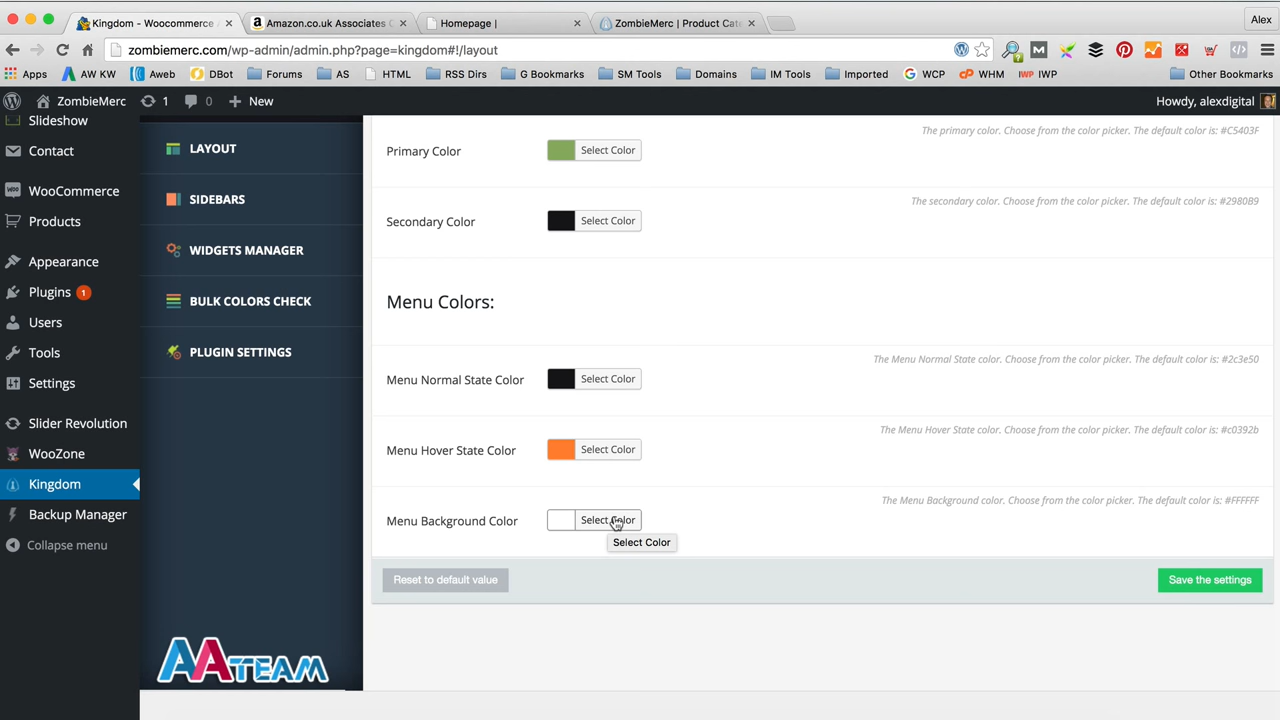 Kingdom - Woocommerce
Amazon.co.uk Associates C
Homepage |
ZombieMerc | Product Cat
Alex
zombiemerc.com/wp-admin/admin.php?page=kingdom#!/layout
Apps
AW KW
Aweb
DBot
Forums
AS
HTML
RSS Dirs
G Bookmarks
SM Tools
Domains
IM Tools
Imported
WCP
WHM
IWP
Other Bookmarks
ZombieMerc
1
0
New
Howdy, alexdigital
Slideshow
Contact
WooCommerce
Products
Appearance
Plugins 1
Users
Tools
Settings
Slider Revolution
WooZone
Kingdom
Backup Manager
Collapse menu
LAYOUT
SIDEBARS
WIDGETS MANAGER
BULK COLORS CHECK
PLUGIN SETTINGS
AATEAM
The primary color. Choose from the color picker. The default color is: #C5403F
Primary Color
Select Color
The secondary color. Choose from the color picker. The default color is: #2980B9
Secondary Color
Select Color
Menu Colors:
The Menu Normal State color. Choose from the color picker. The default color is: #2c3e50
Menu Normal State Color
Select Color
The Menu Hover State color. Choose from the color picker. The default color is: #c0392b
Menu Hover State Color
Select Color
The Menu Background color. Choose from the color picker. The default color is: #FFFFFF
Menu Background Color
Select Color
Select Color
Reset to default value
Save the settings